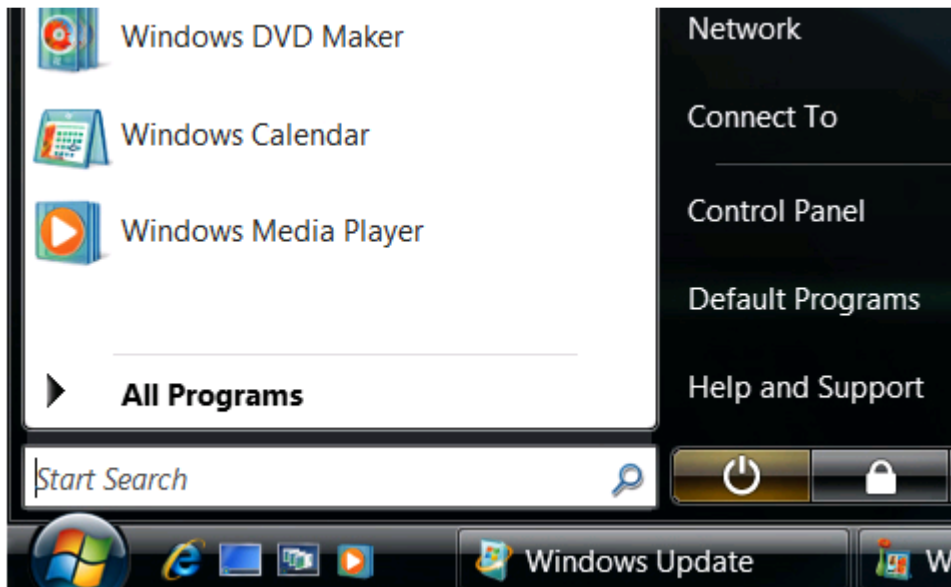 Windows DVD Maker
Windows Calendar
Windows Media Player
All Programs
Start Search
Network
Connect To
Control Panel
Default Programs
Help and Support
Windows Update
W